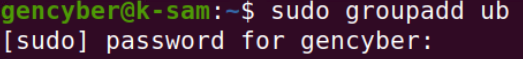 gencyber@k-sam:~$ sudo groupadd ub
[sudo] password for gencyber: